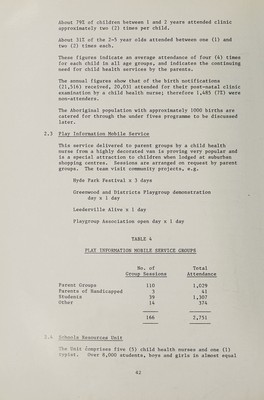 About 79% of children between 1 and 2 years attended clinic
approximately two (2) times per child.
About 51% of the 2-5 year olds attended between one (1) and
two (2) times each.
These figures indicate an average attendance of four (4) times
for each child in all age groups, and indicates the continuing
need for child health services by the parents.
The annual figures show that of the birth notifications
(21,516) received, 20,031 attended for their post-natal clinic
examination by a child health nurse; therefore 1,485 (7%) were
non-attenders.
The Aboriginal population with approximately 1000 births are
catered for through the under fives programme to be discussed
later.
2.3 Play Information Mobile Service
This service delivered to parent groups by a child health
nurse from a highly decorated van is proving very popular and
is a special attraction to children when lodged at suburban
shopping centres. Sessions are arranged on request by parent
groups. The team visit community projects, e.g.
Hyde Park Festival x 3 days
Greenwood and Districts Playgroup demonstration
day x 1 day
Leederville Alive x 1 day
Playgroup Association open day x 1 day
TABLE 4
PLAY INFORMATION MOBILE SERVICE GROUPS
No. of Total
Group Sessions Attendance
Parent Groups 110 1,029
Parents of Handicapped 3 41
Students 39 1,307
Other 14 374
166 2,751
2.4 Schools Resources Unit
The Unit comprises five (5) child health nurses and one (1)
typist. Over 8,000 students, boys and girls in almost equal
62